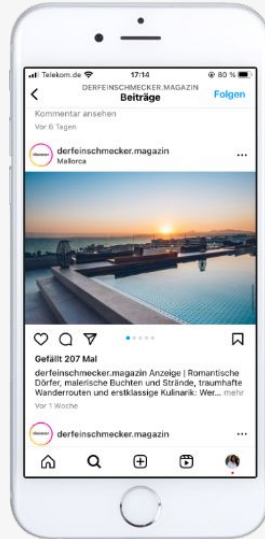 Telekom.de 17:14 80 %
DERFEINSCHMECKER.MAGAZIN
Beiträge
Folgen
Kommentar ansehen
Vor 6 Tagen
derfeinschmecker.magazin
Mallorca
Gefällt 207 Mal
derfeinschmecker.magazin Anzeige | Romantische
Dörfer, malerische Buchten und Strände, traumhafte
Wanderrouten und erstklassige Kulinarik: Wer... mehr
Vor 1 Woche
derfeinschmecker.magazin